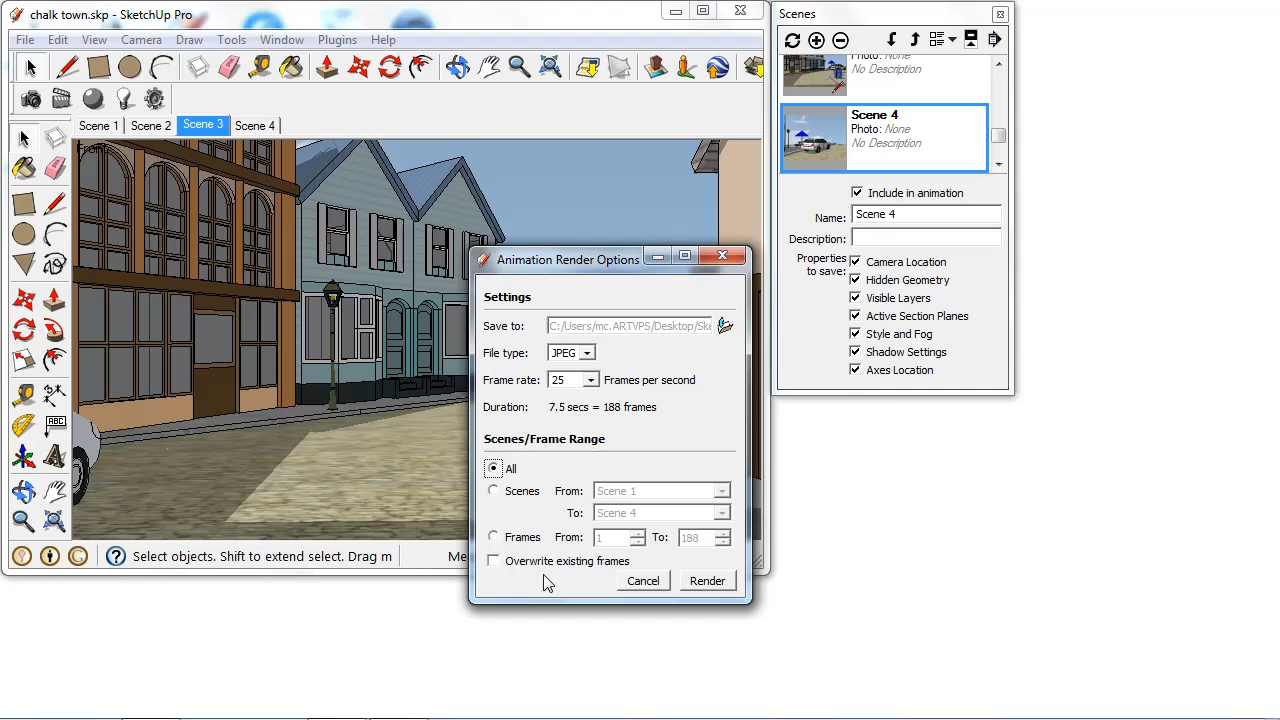 chalk town.skp - SketchUp Pro
File Edit View Camera Draw Tools Window Plugins Help
Scene 1 Scene 2 Scene 3 Scene 4
ABC
Animation Render Options
Settings
Save to: C:/Users/mc.ARTVPS/Desktop/Ske
File type: JPEG
Frame rate: 25 Frames per second
Duration: 7.5 secs = 188 frames
Scenes/Frame Range
All
Scenes From: Scene 1
To: Scene 4
Frames From: 1 To: 188
Overwrite existing frames
Cancel Render
Select objects. Shift to extend select. Drag m Me
Scenes
Photo: None
No Description
Scene 4
Photo: None
No Description
Include in animation
Name: Scene 4
Description:
Properties to save:
Camera Location
Hidden Geometry
Visible Layers
Active Section Planes
Style and Fog
Shadow Settings
Axes Location